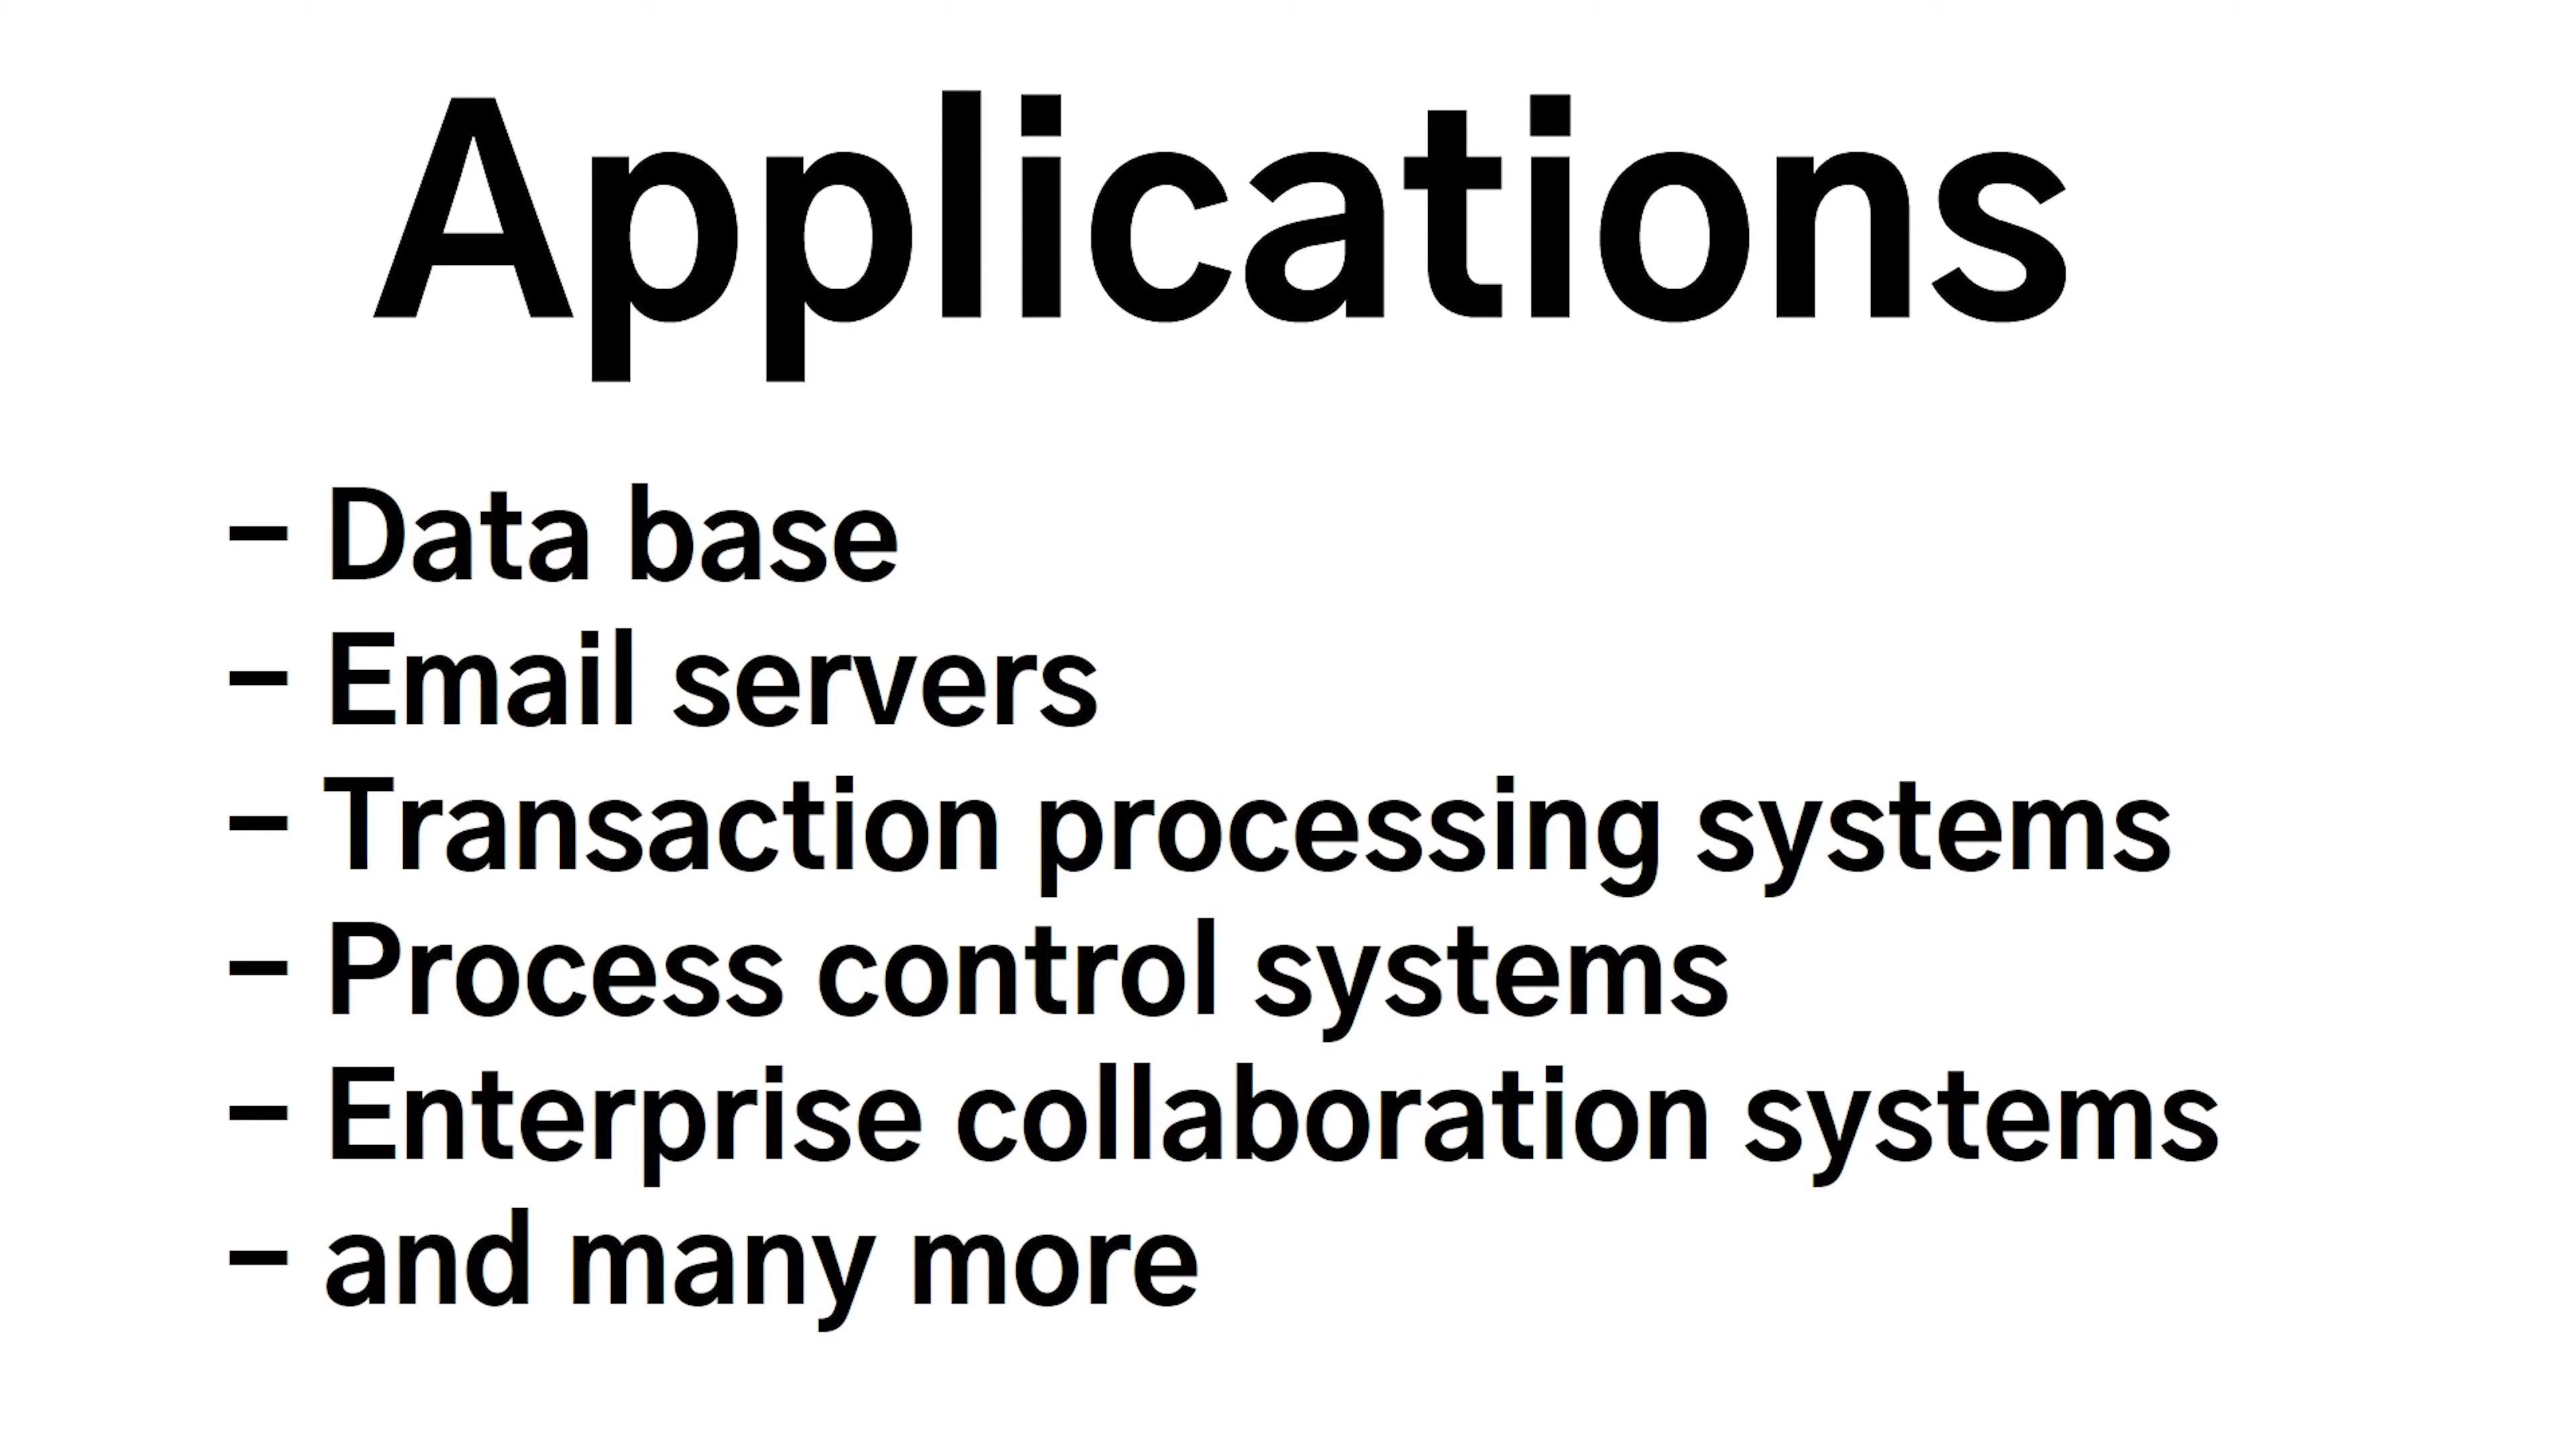 Applications
– Data base
– Email servers
– Transaction processing systems
– Process control systems
– Enterprise collaboration systems
– and many more